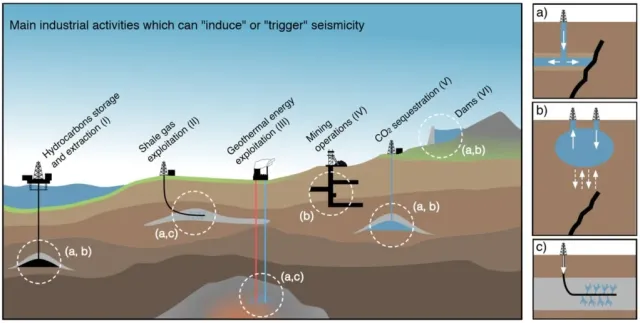 Main industrial activities which can "induce" or "trigger" seismicity
Hydrocarbons storage
and extraction (I)
Shale gas
exploitation (II)
Geothermal energy
exploitation (III)
Mining
operations (IV)
CO₂ sequestration (V)
Dams (VI)
(a, b)
(a,c)
(a,c)
(b)
(a, b)
(a,b)
a)
b)
c)